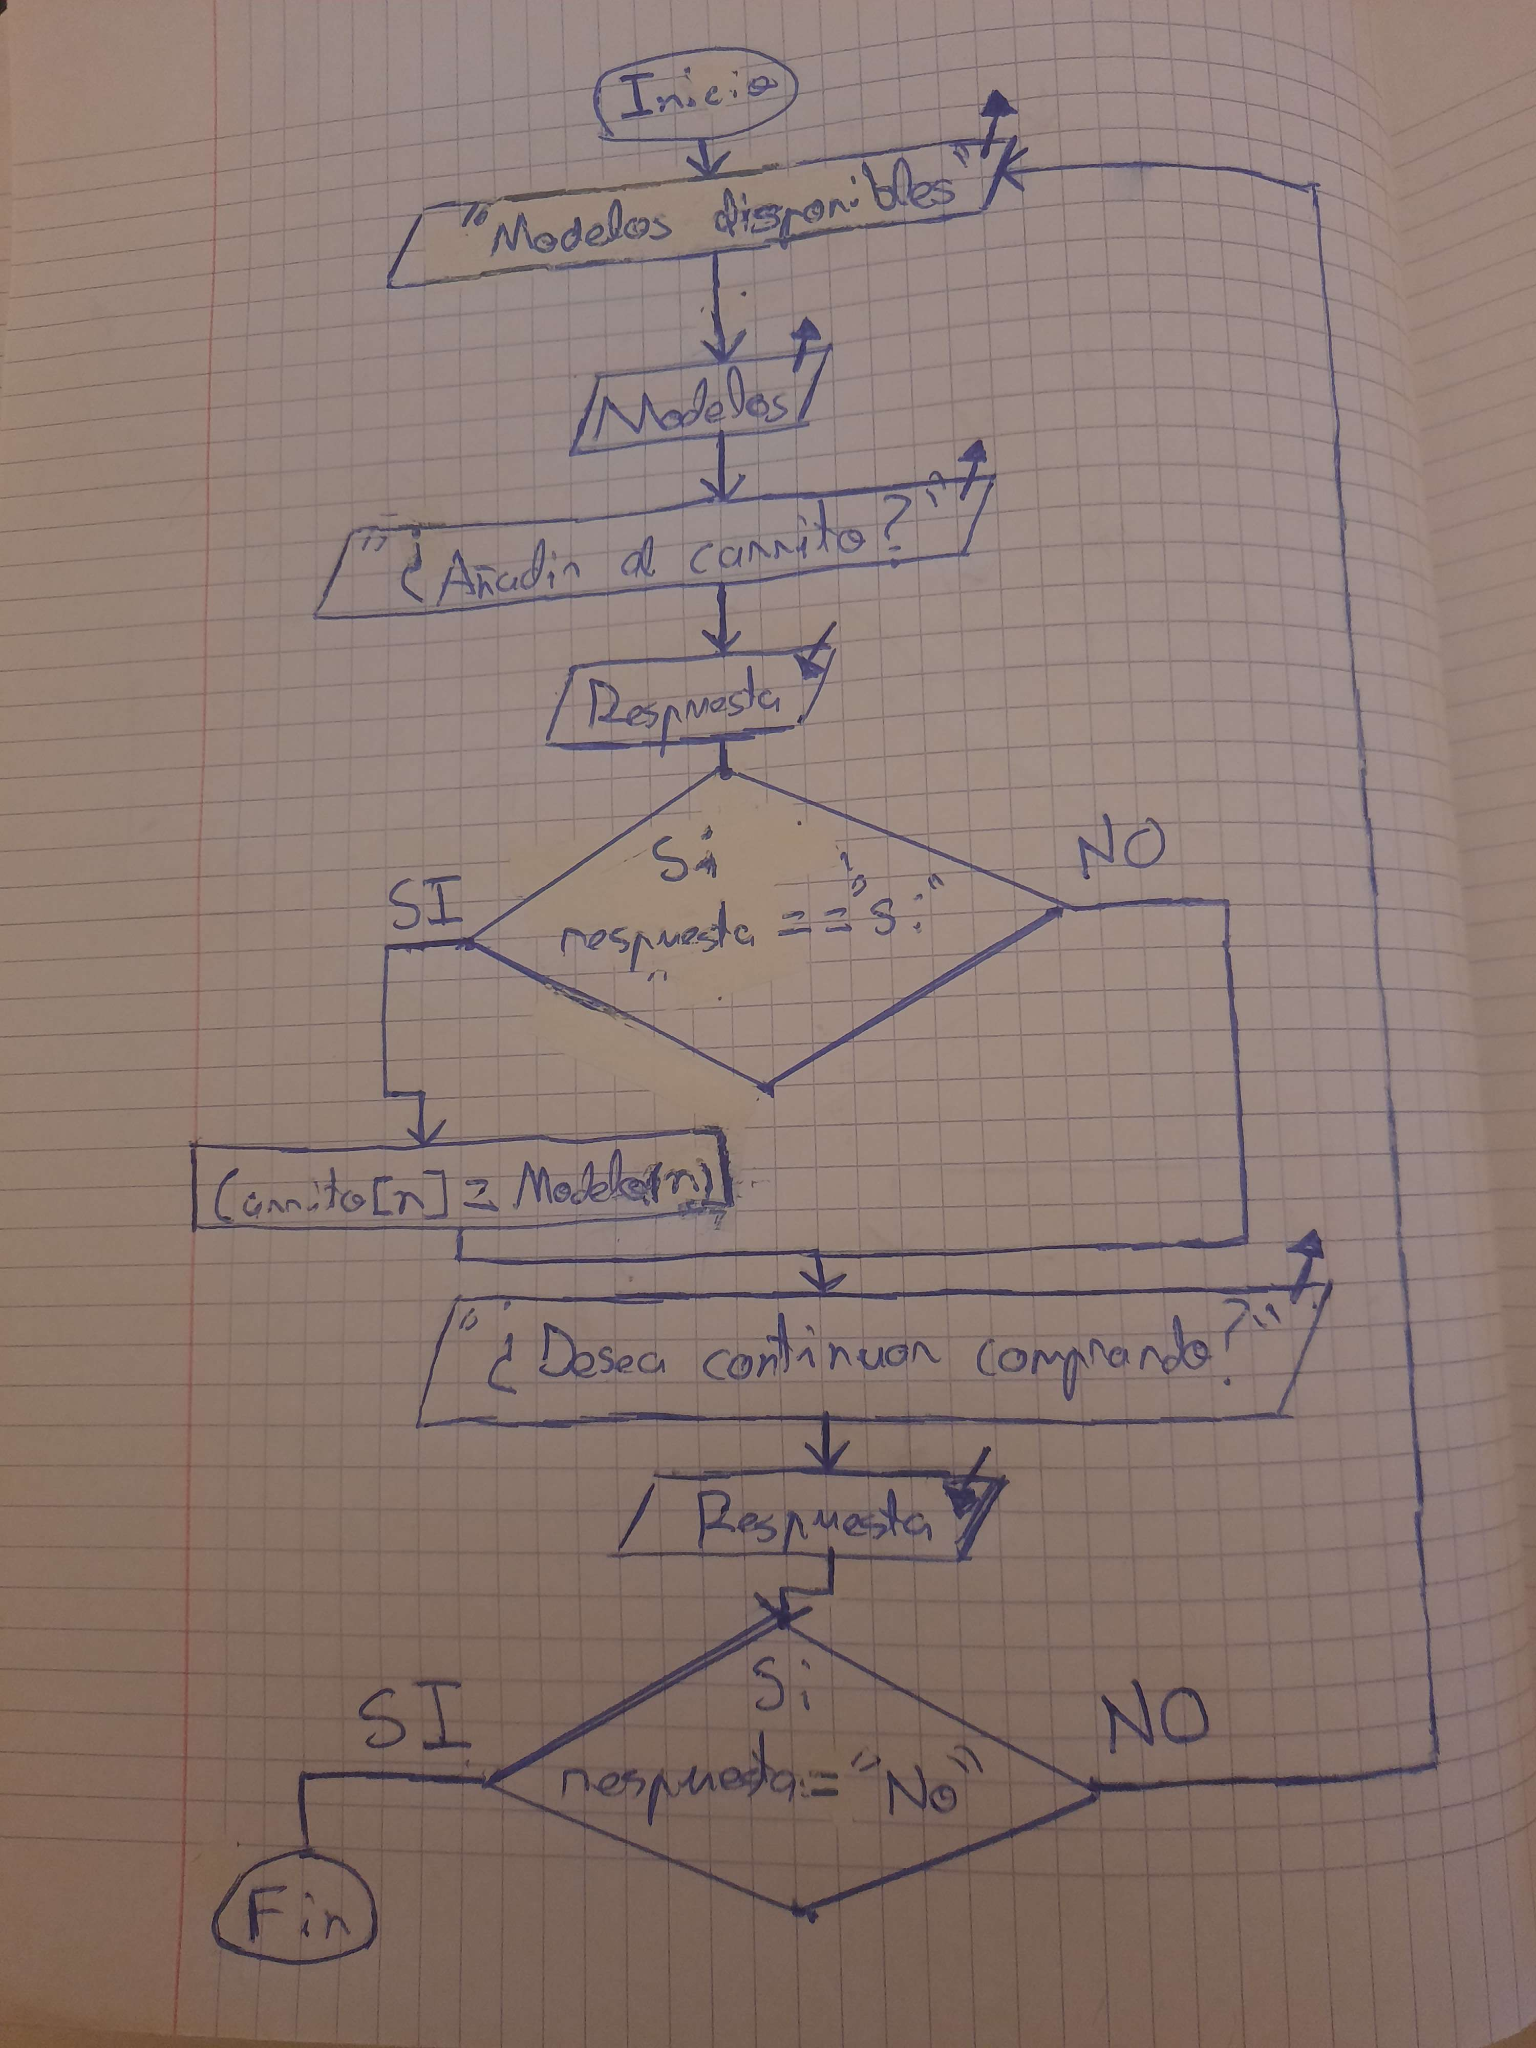 Inicio
"Modelos disponibles"
Modelos
"¿Añadir al carrito?"
Respuesta
Si
respuesta == "Si"
SI
NO
Carrito[n] = Modelo(n)
"¿Desea continuar comprando?"
Respuesta
Si
respuesta = "No"
SI
NO
Fin